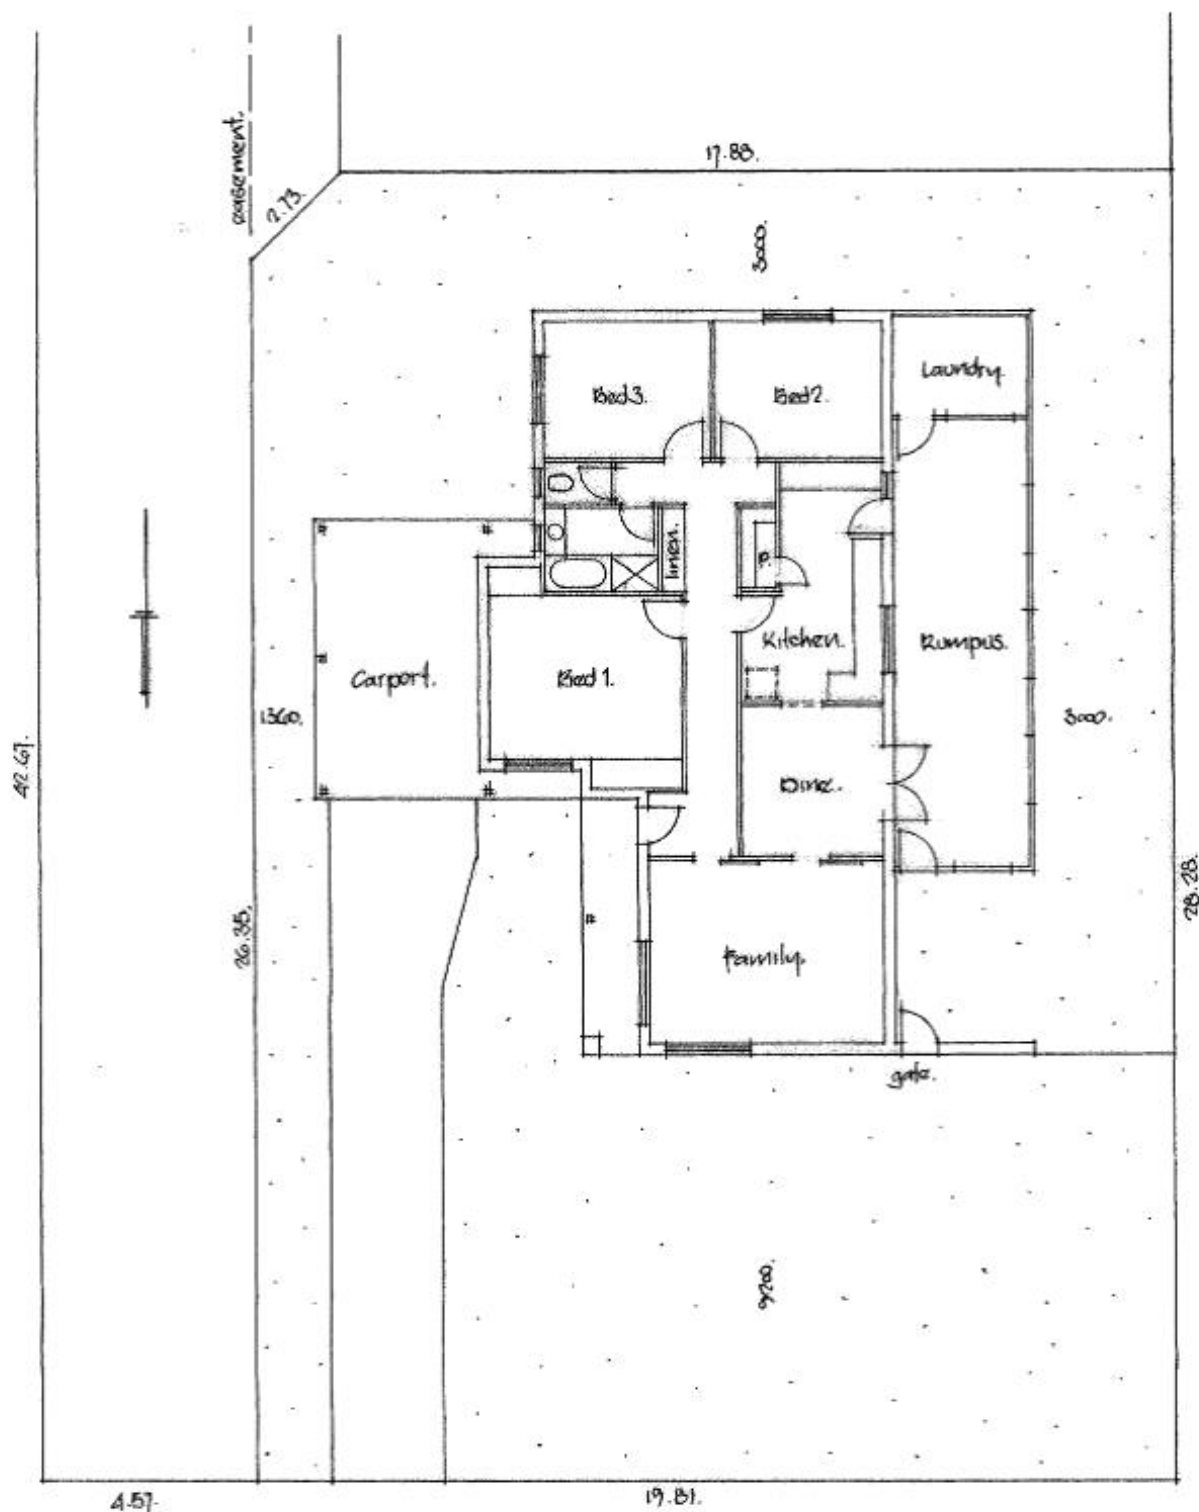 easement.
17.88.
2.73.
3000.
Laundry.
Bed 3.
Bed 2.
linen.
P.
Kitchen.
Rumpus.
Carport.
Bed 1.
1360.
3000.
42.67.
Dine.
28.28.
26.35.
Family.
gate.
9200.
4.57.
19.81.